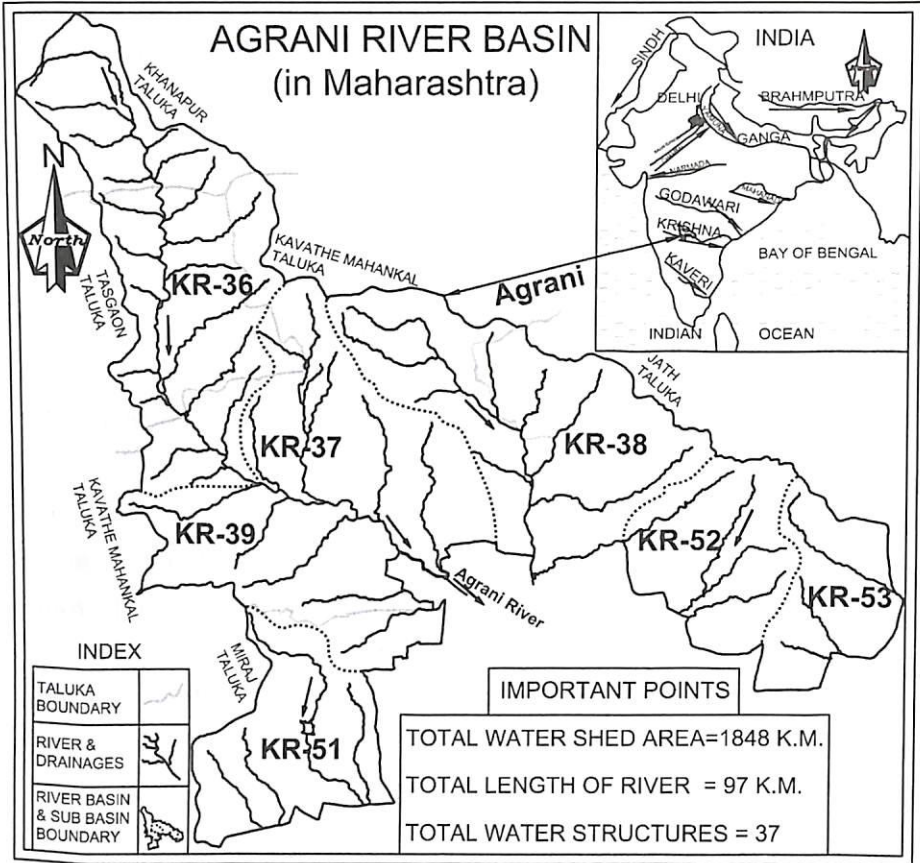 AGRANI RIVER BASIN
(in Maharashtra)
KHANAPUR
TALUKA
N
North
TASGAON
TALUKA
KAVATHE MAHANKAL
TALUKA
Agrani
JATH
TALUKA
KR-36
KR-37
KR-38
KR-39
KR-52
KR-53
KAVATHE MAHANKAL
TALUKA
Agrani River
MIRAJ
TALUKA
KR-51
INDIA
SINDH
DELHI
BRAHMPUTRA
GANGA
NARMADA
GODAWARI
KRISHNA
KAVERI
BAY OF BENGAL
INDIAN OCEAN
INDEX
TALUKA
BOUNDARY
RIVER &
DRAINAGES
RIVER BASIN
& SUB BASIN
BOUNDARY
IMPORTANT POINTS
TOTAL WATER SHED AREA=1848 K.M.
TOTAL LENGTH OF RIVER = 97 K.M.
TOTAL WATER STRUCTURES = 37